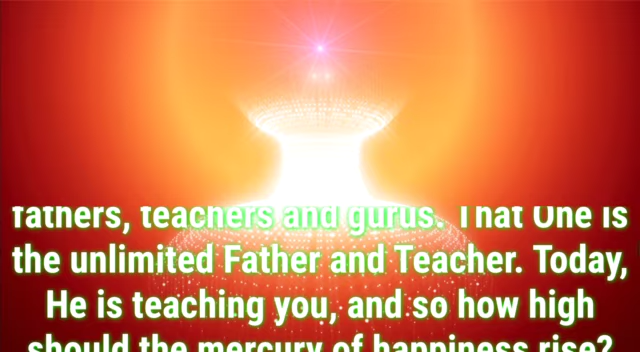 fathers, teachers and gurus. That One is
the unlimited Father and Teacher. Today,
He is teaching you, and so how high
should the mercury of happiness rise?